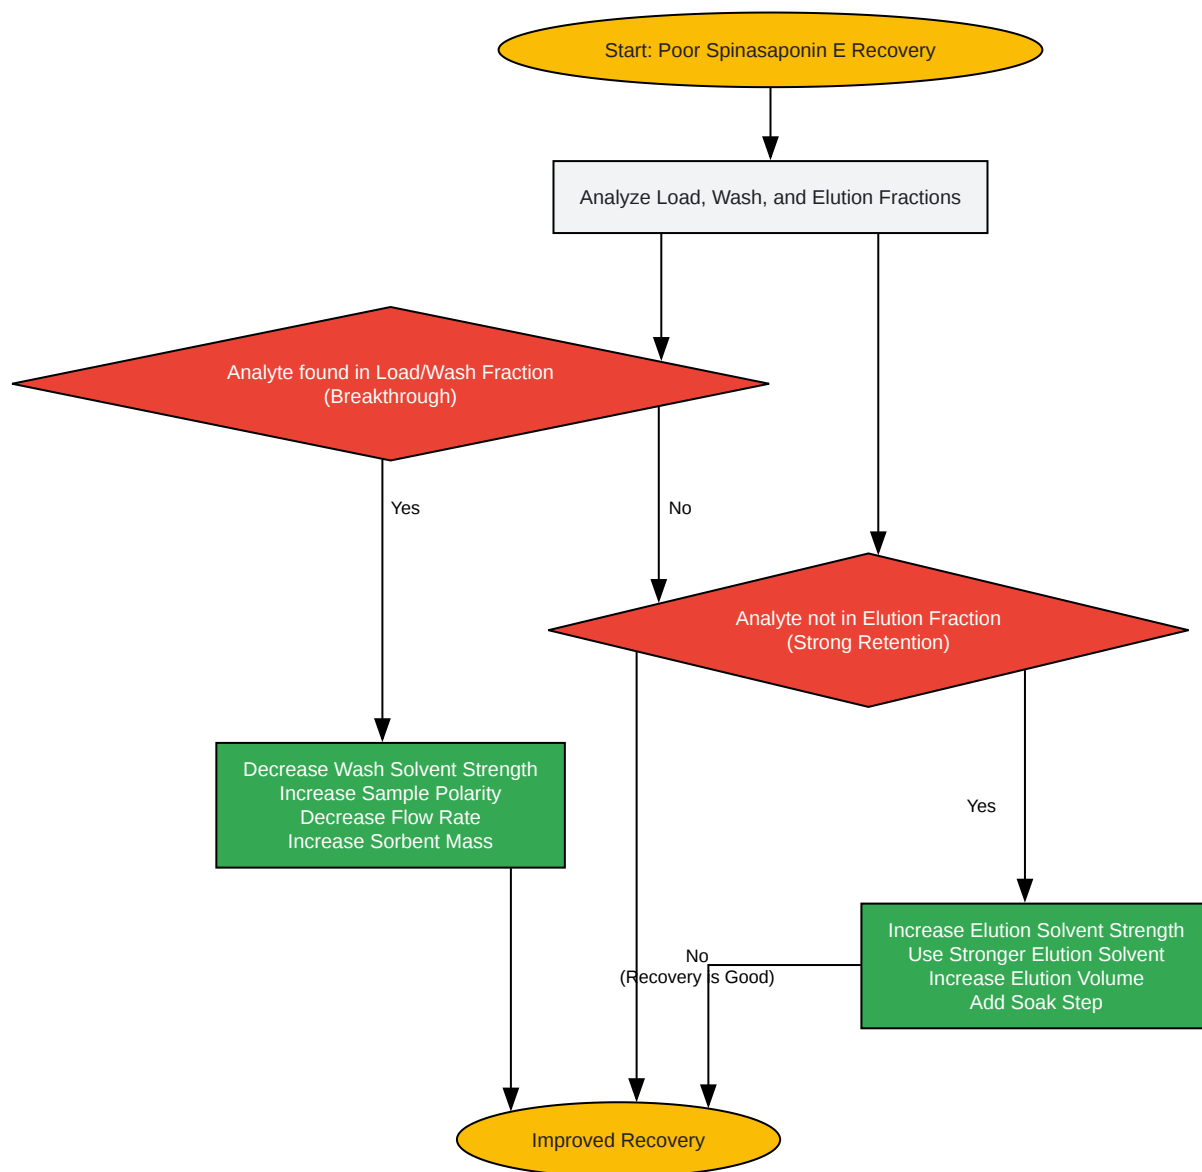 Start: Poor Spinasaponin E Recovery
Analyze Load, Wash, and Elution Fractions
Analyte found in Load/Wash Fraction
(Breakthrough)
Yes
No
Analyte not in Elution Fraction
(Strong Retention)
Decrease Wash Solvent Strength
Increase Sample Polarity
Decrease Flow Rate
Increase Sorbent Mass
Yes
Increase Elution Solvent Strength
Use Stronger Elution Solvent
Increase Elution Volume
Add Soak Step
No
(Recovery is Good)
Improved Recovery